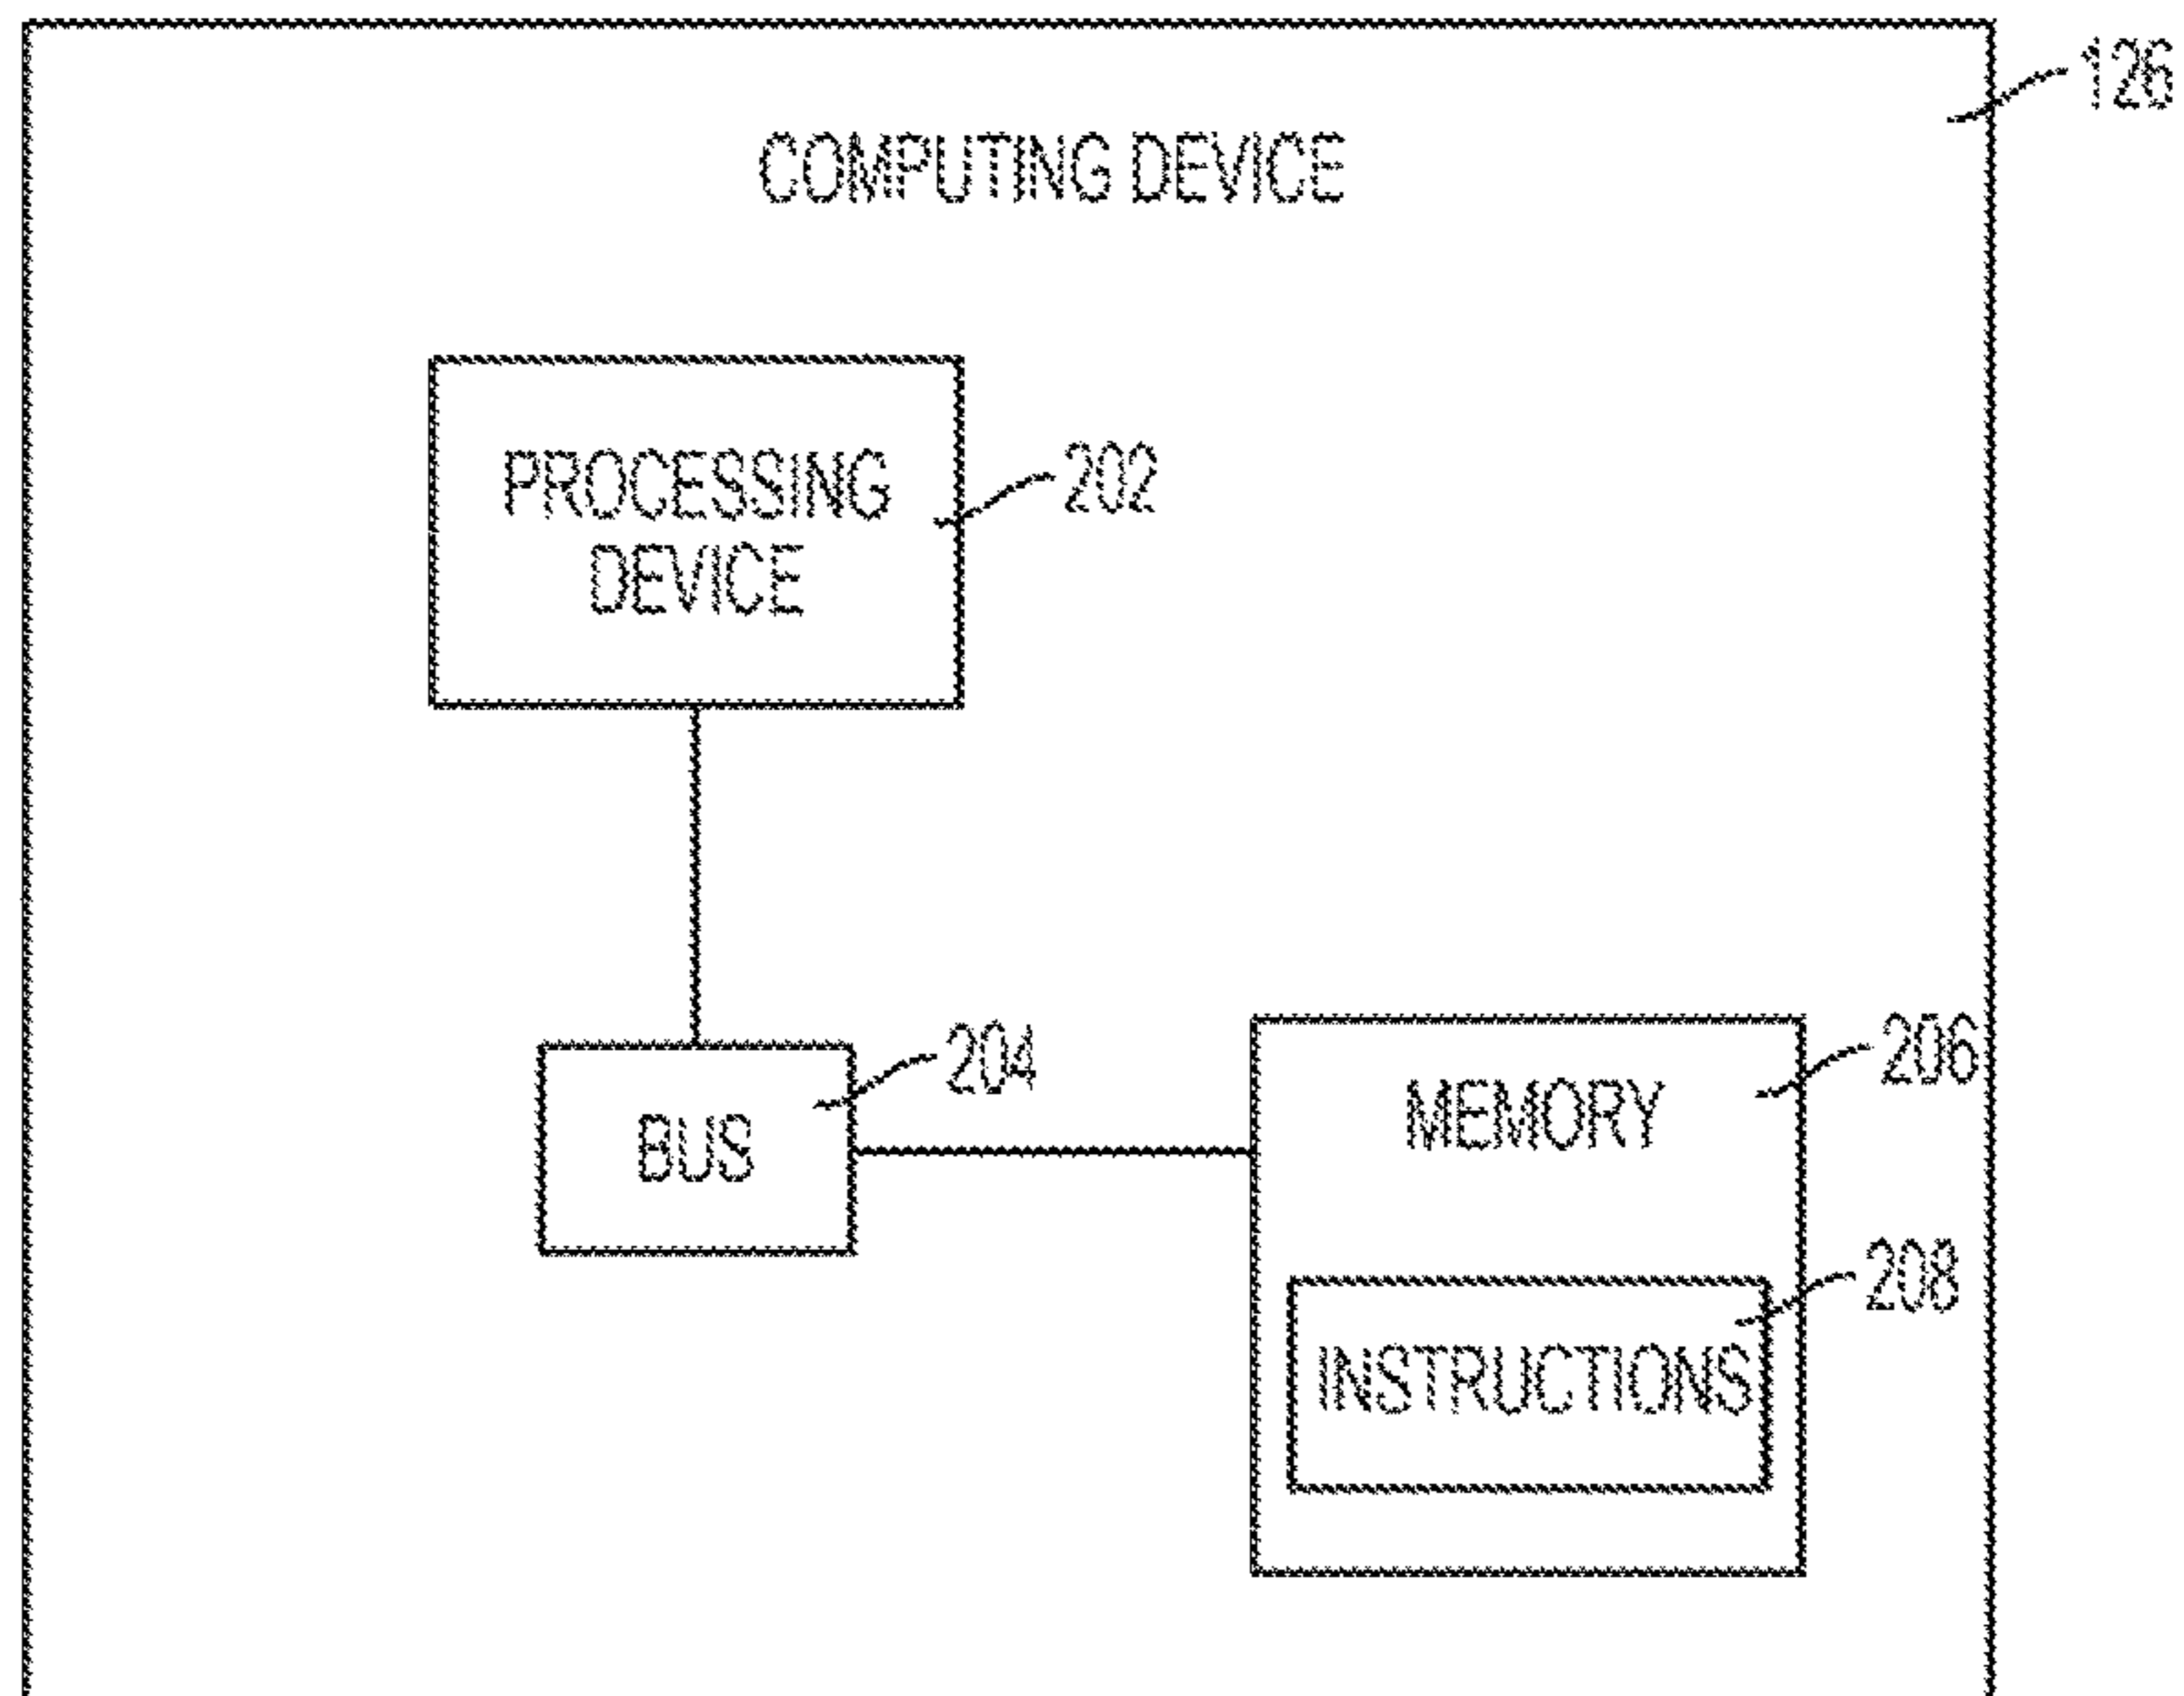 126
COMPUTING DEVICE
PROCESSING
DEVICE
202
BUS
204
MEMORY
206
INSTRUCTIONS
208